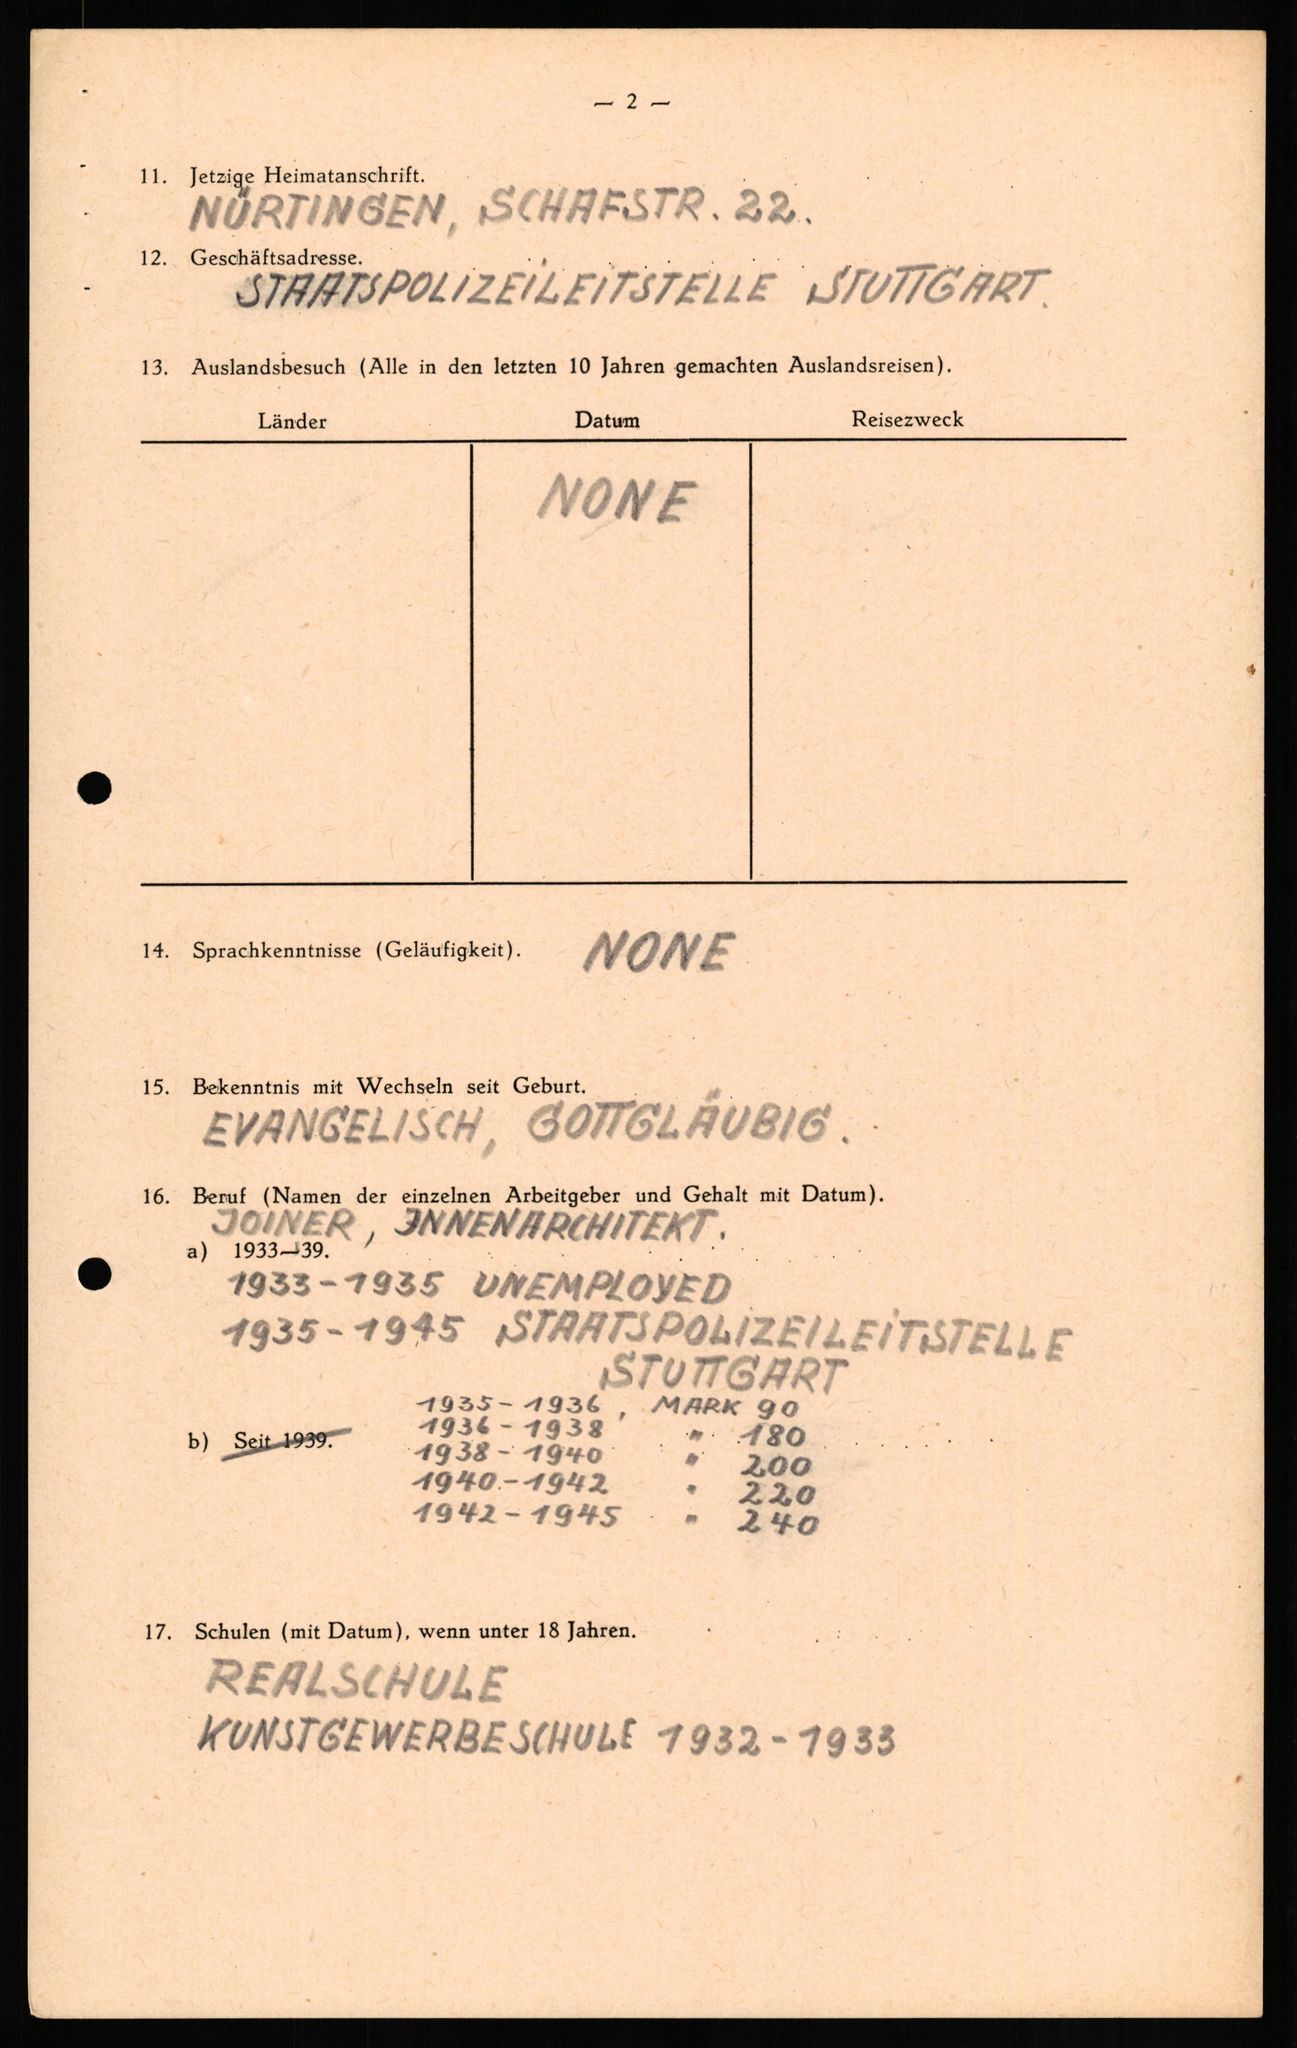 — 2 —
11. Jetzige Heimatanschrift.
NÜRTINGEN, SCHAFSTR. 22.
12. Geschäftsadresse.
STAATSPOLIZEILEITSTELLE STUTTGART.
13. Auslandsbesuch (Alle in den letzten 10 Jahren gemachten Auslandsreisen).
Länder Datum Reisezweck
NONE
14. Sprachkenntnisse (Geläufigkeit). NONE
15. Bekenntnis mit Wechseln seit Geburt.
EVANGELISCH, GOTTGLÄUBIG.
16. Beruf (Namen der einzelnen Arbeitgeber und Gehalt mit Datum).
JOINER, INNENARCHITEKT.
a) 1933—39.
1933-1935 UNEMPLOYED
1935-1945 STAATSPOLIZEILEITSTELLE
STUTTGART
1935-1936, MARK 90
1936-1938 " 180
b) Seit 1939.
1938-1940 " 200
1940-1942 " 220
1942-1945 " 240
17. Schulen (mit Datum), wenn unter 18 Jahren.
REALSCHULE
KUNSTGEWERBESCHULE 1932-1933